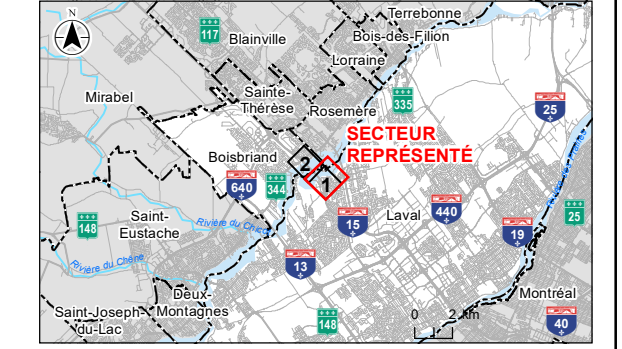 N
Terrebonne
117
Blainville
Bois-des-Filion
Lorraine
Mirabel
Sainte-
Thérèse
Rosemère
335
25
SECTEUR
REPRÉSENTÉ
Boisbriand
2
1
640
344
Saint-
Eustache
148
Rivière du Chicot
15
Laval
440
25
19
Rivière du Chêne
13
Deux-
Montagnes
Montréal
Saint-Joseph-
du-Lac
148
0 2 km
40